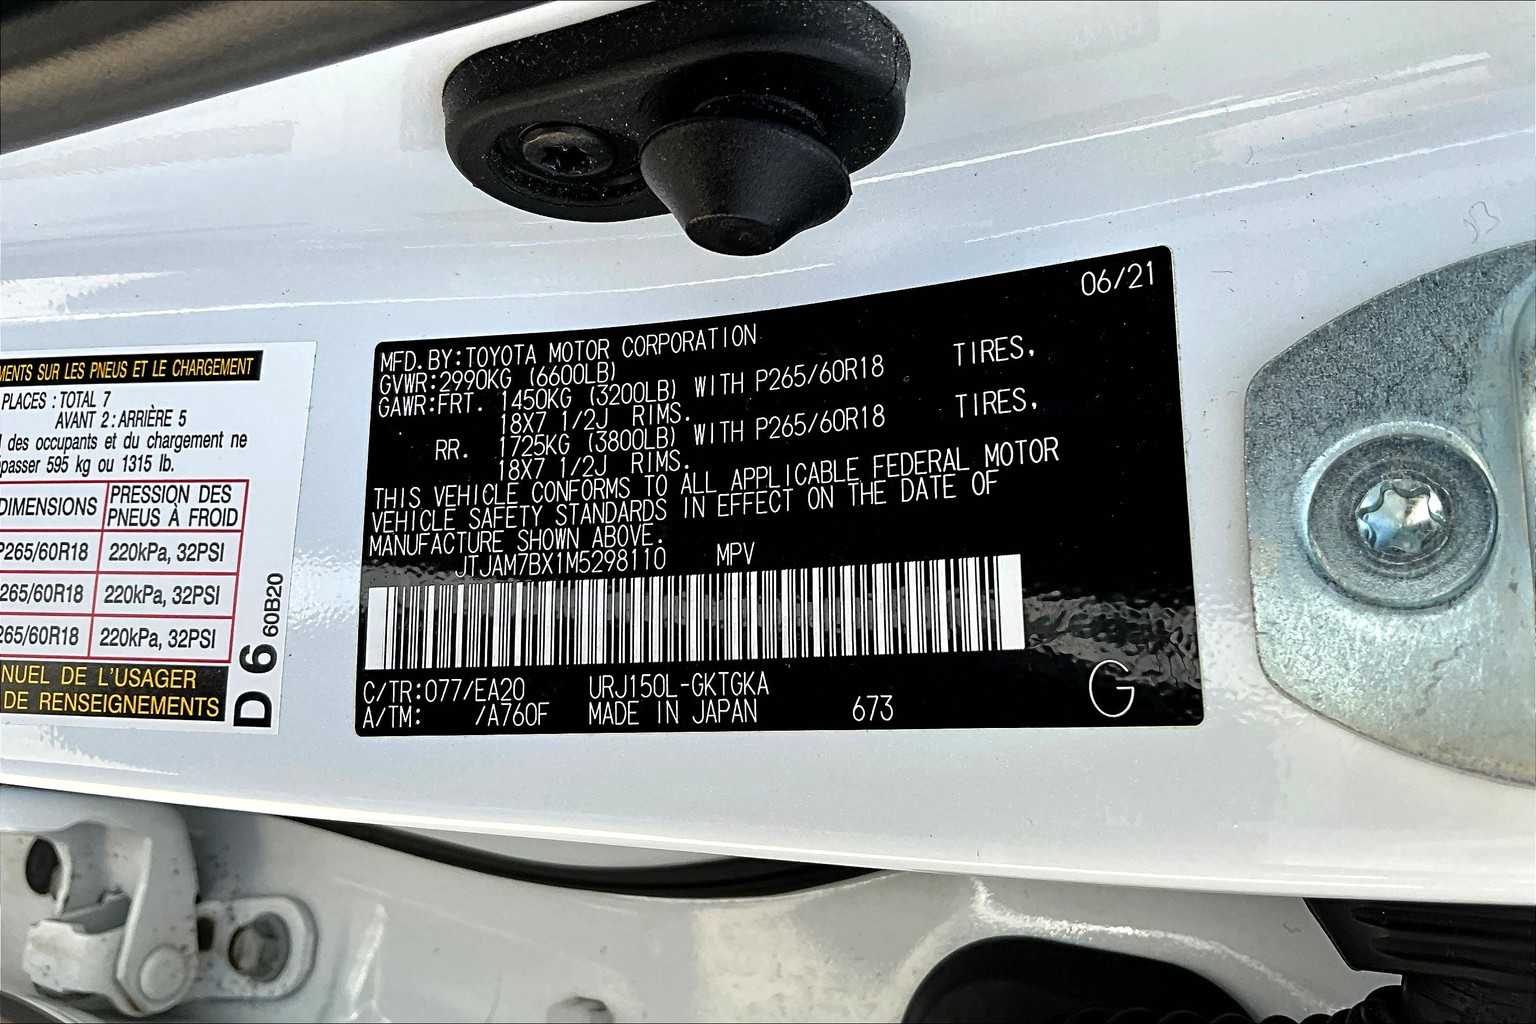 MENTS SUR LES PNEUS ET LE CHARGEMENT
PLACES : TOTAL 7
AVANT 2 : ARRIÈRE 5
des occupants et du chargement ne
passer 595 kg ou 1315 lb.
DIMENSIONS PRESSION DES PNEUS À FROID
P265/60R18 220kPa, 32PSI
265/60R18 220kPa, 32PSI
265/60R18 220kPa, 32PSI
NUEL DE L'USAGER
DE RENSEIGNEMENTS
D 6 60B20
06/21
MFD. BY: TOYOTA MOTOR CORPORATION
GVWR: 2990KG (6600LB)
GAWR: FRT. 1450KG (3200LB) WITH P265/60R18 TIRES,
18X7 1/2J RIMS.
RR. 1725KG (3800LB) WITH P265/60R18 TIRES,
18X7 1/2J RIMS.
THIS VEHICLE CONFORMS TO ALL APPLICABLE FEDERAL MOTOR
VEHICLE SAFETY STANDARDS IN EFFECT ON THE DATE OF
MANUFACTURE SHOWN ABOVE.
JTJAM7BX1M5298110 MPV
C/TR: 077/EA20 URJ150L-GKTGKA
A/TM: /A760F MADE IN JAPAN 673
G